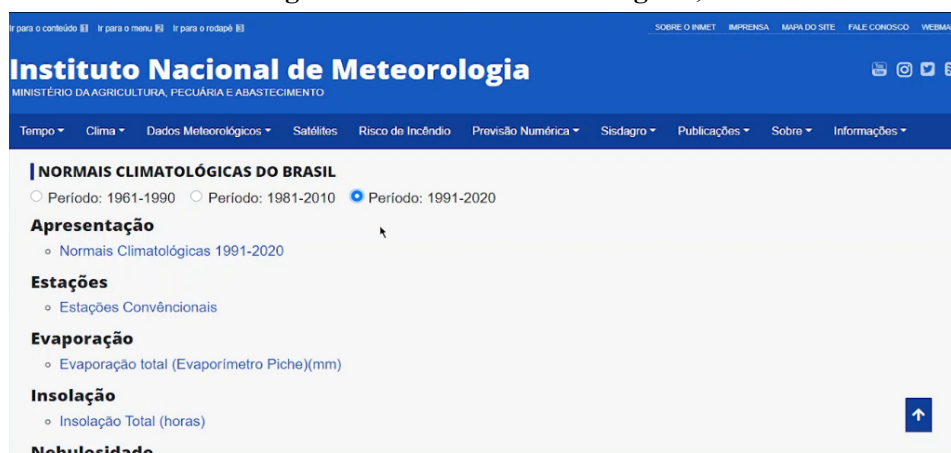 Ir para o conteúdo 1 Ir para o menu 2 Ir para o rodapé 3
SOBRE O INMET IMPRENSA MAPA DO SITE FALE CONOSCO WEBMA
Instituto Nacional de Meteorologia
MINISTÉRIO DA AGRICULTURA, PECUÁRIA E ABASTECIMENTO
Tempo Clima Dados Meteorológicos Satélites Risco de Incêndio Previsão Numérica Sisdagro Publicações Sobre Informações
NORMAIS CLIMATOLÓGICAS DO BRASIL
Período: 1961-1990 Período: 1981-2010 Período: 1991-2020
Apresentação
Normais Climatológicas 1991-2020
Estações
Estações Convêncionais
Evaporação
Evaporação total (Evaporímetro Piche)(mm)
Insolação
Insolação Total (horas)
Nebulosidade